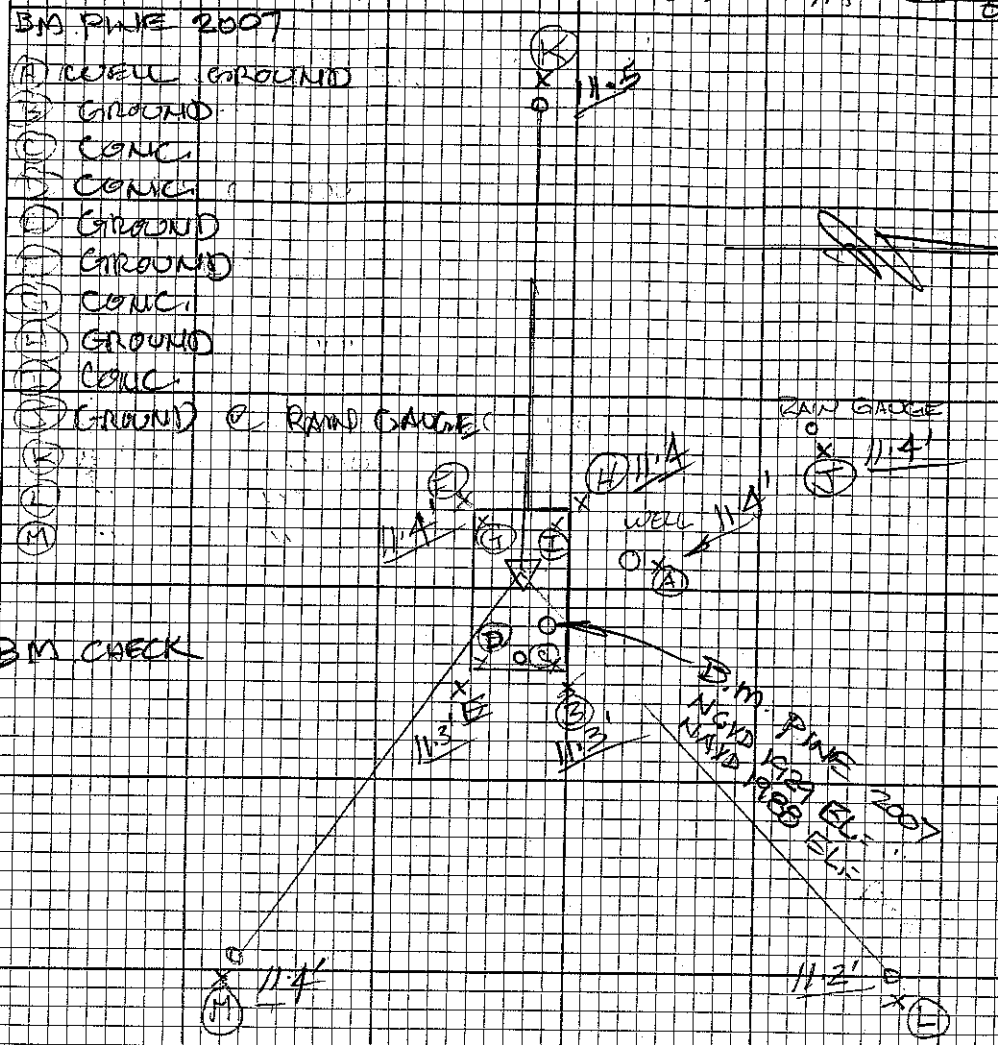 BM PINE 2007
(A) WELL GROUND
(B) GROUND
(C) CONC.
(D) CONC.
(E) GROUND
(F) GROUND
(G) CONC.
(H) GROUND
(I) CONC.
(J) GROUND @ RAIN GAUGE
(K)
(L)
(M)
BM CHECK
(K)
11.5
RAIN GAUGE
11.4'
(J)
(H) 11.4
11.4'
(G)
(I)
WELL 11.4'
(A)
(D)
(C)
E
11.3'
(B)
11.3'
B.M. PINE 2007
NGVD 1929 EL=
NAVD 1988 EL=
11.4'
(M)
11.2'
(L)